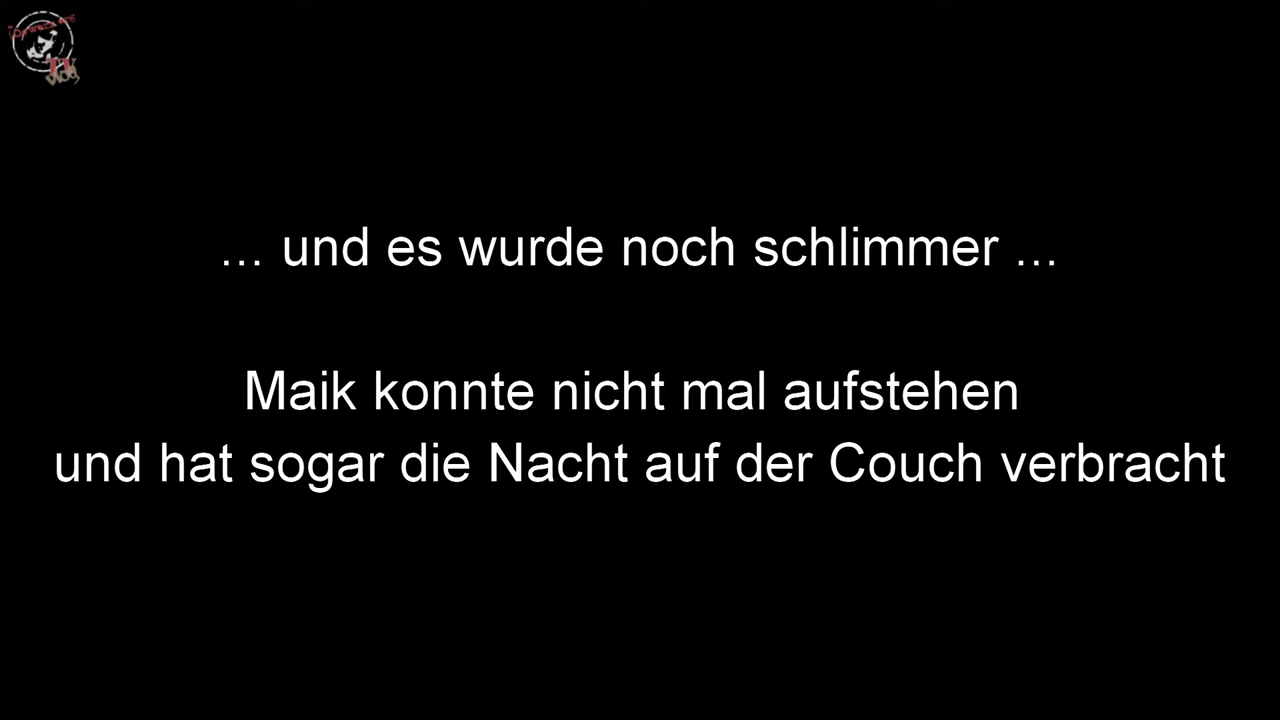 ... und es wurde noch schlimmer ...
Maik konnte nicht mal aufstehen
und hat sogar die Nacht auf der Couch verbracht